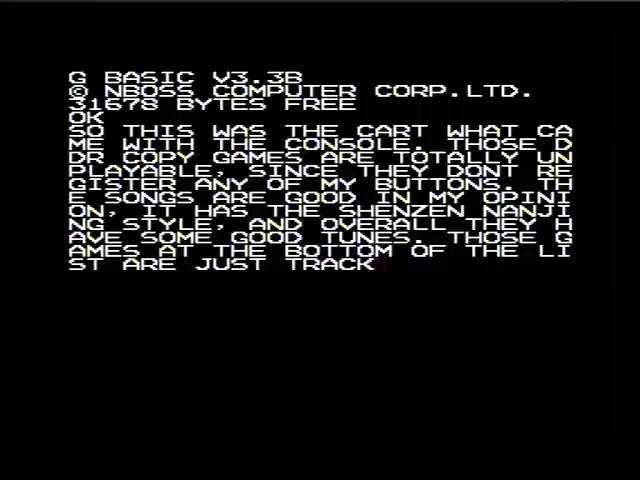 G BASIC V3.3B
© NBOSS COMPUTER CORP.LTD.
31678 BYTES FREE
OK
SO THIS WAS THE CART WHAT CA
ME WITH THE CONSOLE. THOSE D
DR COPY GAMES ARE TOTALLY UN
PLAYABLE, SINCE THEY DONT RE
GISTER ANY OF MY BUTTONS. TH
E SONGS ARE GOOD IN MY OPINI
ON, IT HAS THE SHENZEN NANJI
NG STYLE, AND OVERALL THEY H
AVE SOME GOOD TUNES. THOSE G
AMES AT THE BOTTOM OF THE LI
ST ARE JUST TRACK